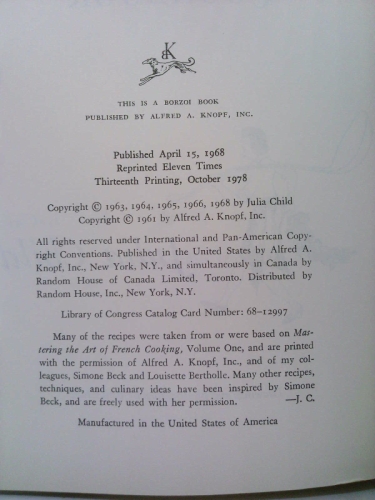 BK
THIS IS A BORZOI BOOK
PUBLISHED BY ALFRED A. KNOPF, INC.
Published April 15, 1968
Reprinted Eleven Times
Thirteenth Printing, October 1978
Copyright © 1963, 1964, 1965, 1966, 1968 by Julia Child
Copyright © 1961 by Alfred A. Knopf, Inc.
All rights reserved under International and Pan-American Copy-
right Conventions. Published in the United States by Alfred A.
Knopf, Inc., New York, N.Y., and simultaneously in Canada by
Random House of Canada Limited, Toronto. Distributed by
Random House, Inc., New York, N.Y.
Library of Congress Catalog Card Number: 68-12997
Many of the recipes were taken from or were based on Mas-
tering the Art of French Cooking, Volume One, and are printed
with the permission of Alfred A. Knopf, Inc., and of my col-
leagues, Simone Beck and Louisette Bertholle. Many other recipes,
techniques, and culinary ideas have been inspired by Simone
Beck, and are freely used with her permission. —J. C.
Manufactured in the United States of America